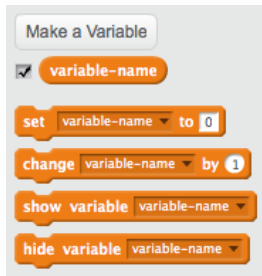 Make a Variable
variable-name
set variable-name to 0
change variable-name by 1
show variable variable-name
hide variable variable-name